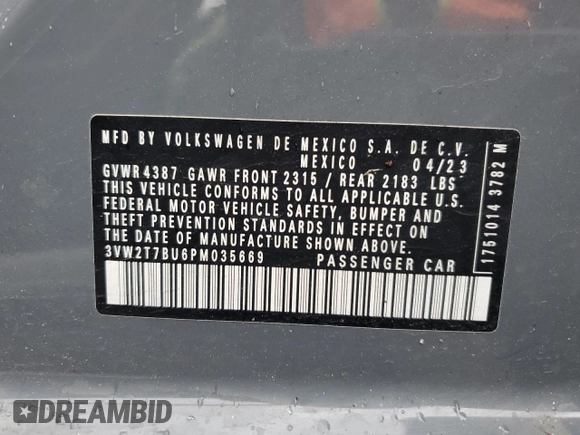 MFD BY VOLKSWAGEN DE MEXICO S.A. DE C.V.
MEXICO 04/23
GVWR 4387 GAWR FRONT 2315 / REAR 2183 LBS
THIS VEHICLE CONFORMS TO ALL APPLICABLE U.S.
FEDERAL MOTOR VEHICLE SAFETY, BUMPER AND
THEFT PREVENTION STANDARDS IN EFFECT ON
THE DATE OF MANUFACTURE SHOWN ABOVE.
3VW2T7BU6PM035669 PASSENGER CAR
1751014 3782 M
DREAMBID